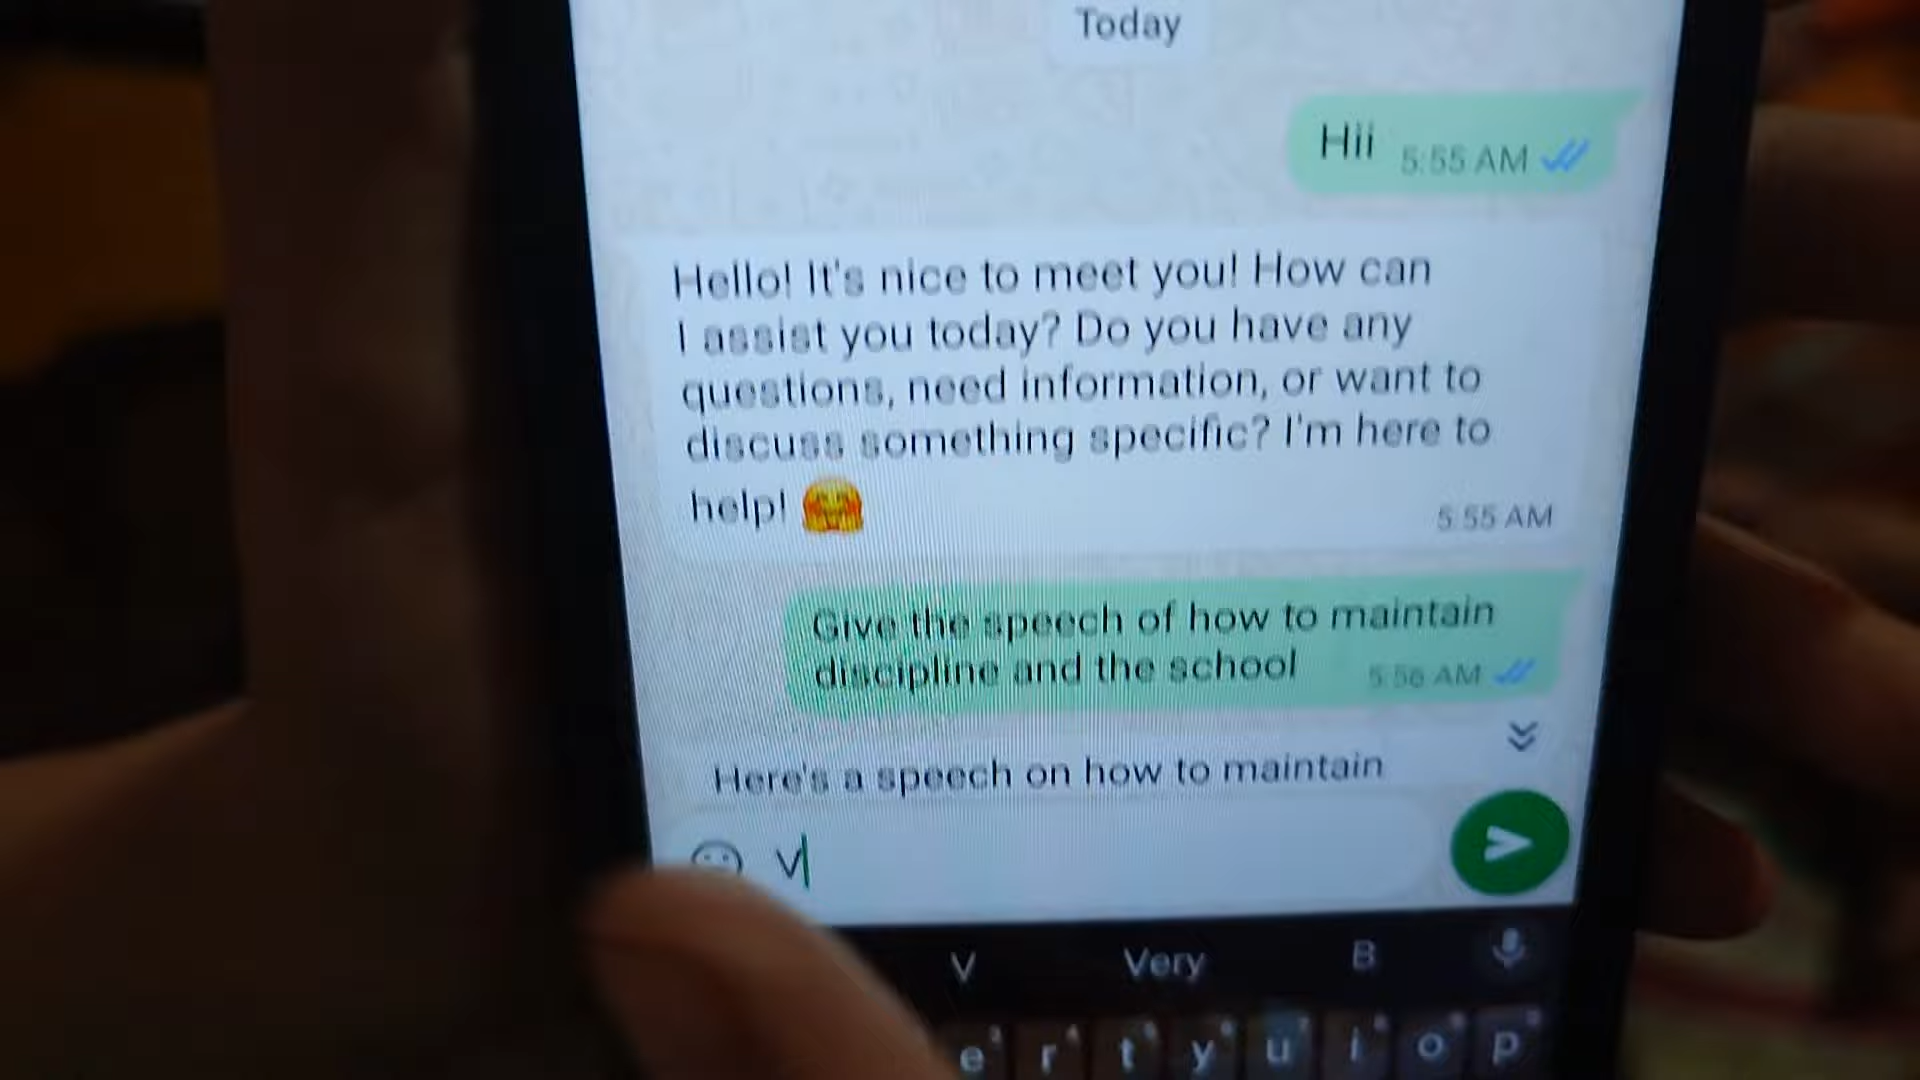 Today
Hii 5:55 AM
Hello! It's nice to meet you! How can
I assist you today? Do you have any
questions, need information, or want to
discuss something specific? I'm here to
help!
5:55 AM
Give the speech of how to maintain
discipline and the school 5:56 AM
Here's a speech on how to maintain
V
V Very B
e r t y u i o p